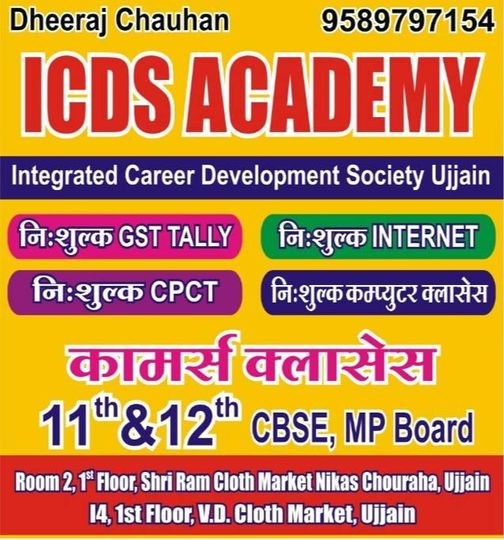 Dheeraj Chauhan 9589797154
ICDS ACADEMY
Integrated Career Development Society Ujjain
निःशुल्क GST TALLY निःशुल्क INTERNET
निःशुल्क CPCT निःशुल्क कम्प्युटर क्लासेस
कामर्स क्लासेस
11th & 12th CBSE, MP Board
Room 2, 1st Floor, Shri Ram Cloth Market Nikas Chouraha, Ujjain
I4, 1st Floor, V.D. Cloth Market, Ujjain